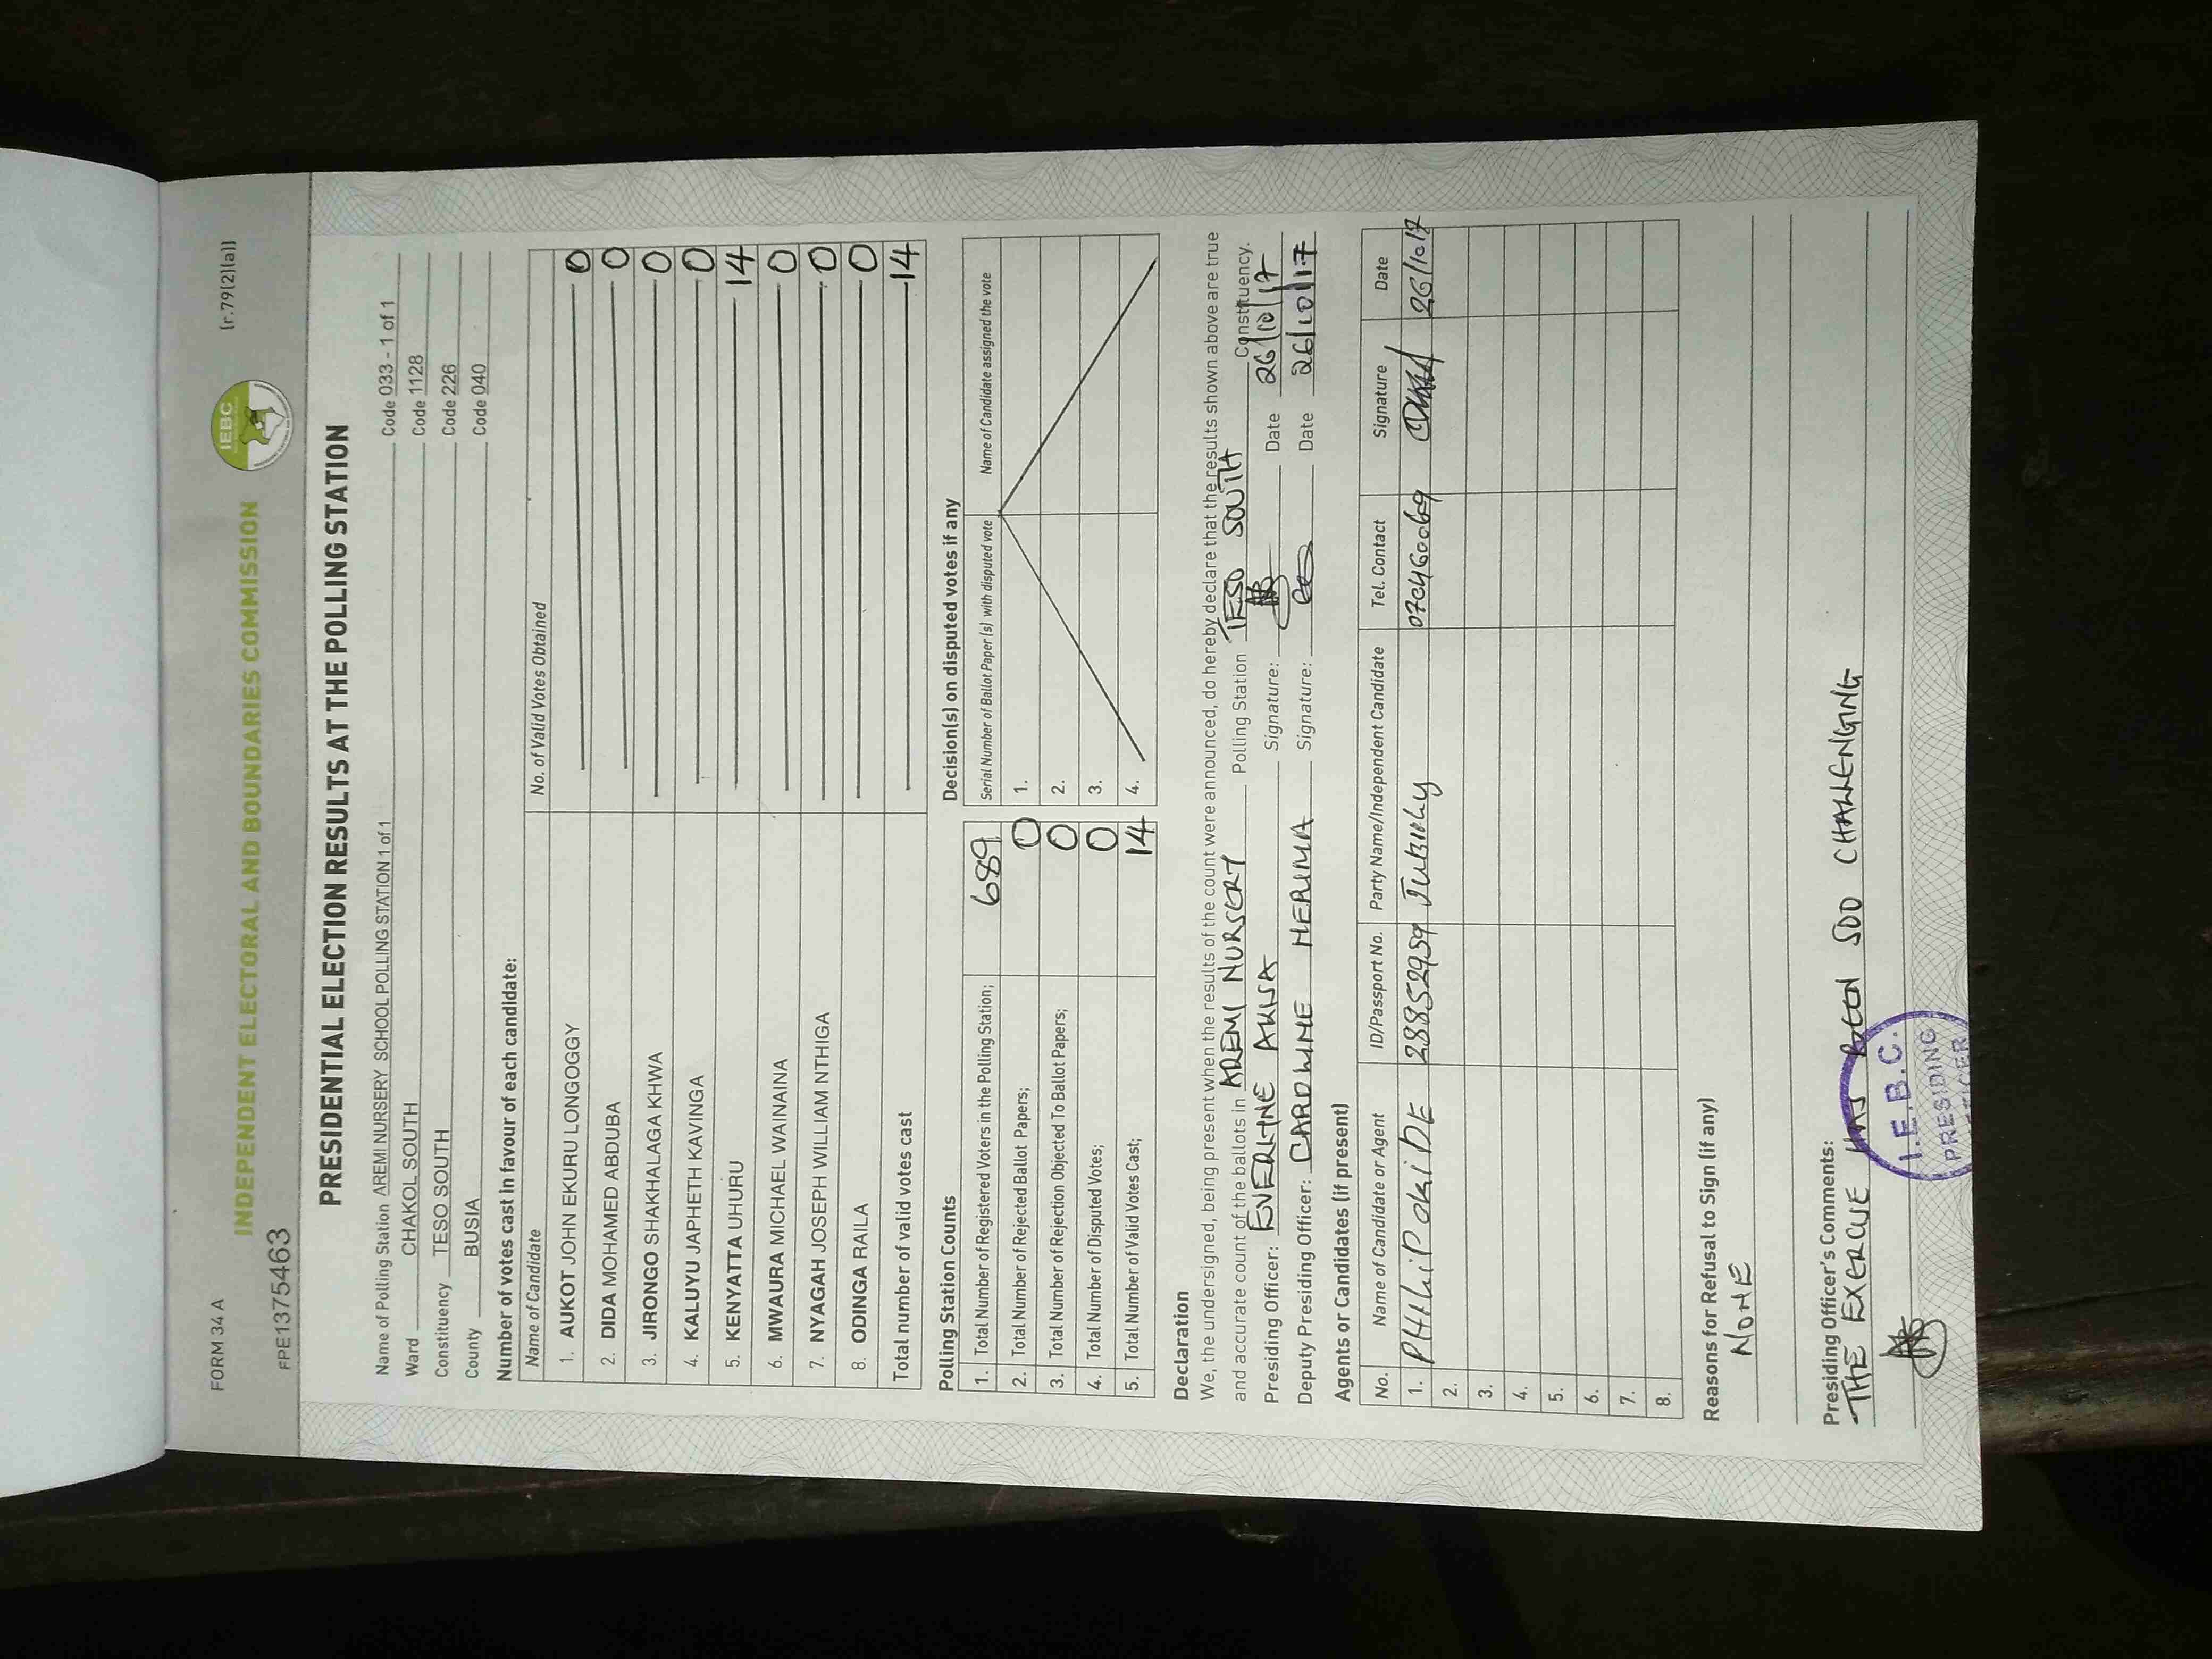 FORM 34 A
(r.79(2)(a))
IEBC
INDEPENDENT ELECTORAL AND BOUNDARIES COMMISSION
FPE1375463
PRESIDENTIAL ELECTION RESULTS AT THE POLLING STATION
Name of Polling Station AREMI NURSERY SCHOOL POLLING STATION 1 of 1 Code 033 - 1 of 1
Ward CHAKOL SOUTH Code 1128
Constituency TESO SOUTH Code 226
County BUSIA Code 040
Number of votes cast in favour of each candidate:
Name of Candidate No. of Valid Votes Obtained
1. AUKOT JOHN EKURU LONGOGGY 0
2. DIDA MOHAMED ABDUBA 0
3. JIRONGO SHAKHALAGA KHWA 0
4. KALUYU JAPHETH KAVINGA 0
5. KENYATTA UHURU 14
6. MWAURA MICHAEL WAINAINA 0
7. NYAGAH JOSEPH WILLIAM NTHIGA 0
8. ODINGA RAILA 0
Total number of valid votes cast 14
Polling Station Counts
1. Total Number of Registered Voters in the Polling Station; 689
2. Total Number of Rejected Ballot Papers; 0
3. Total Number of Rejection Objected To Ballot Papers; 0
4. Total Number of Disputed Votes; 0
5. Total Number of Valid Votes Cast; 14
Decision(s) on disputed votes if any
Serial Number of Ballot Paper (s) with disputed vote Name of Candidate assigned the vote
1.
2.
3.
4.
Declaration
We, the undersigned, being present when the results of the count were announced, do hereby declare that the results shown above are true
and accurate count of the ballots in AREMI NURSERY Polling Station TESO SOUTH Constituency.
Presiding Officer: EVERLINE AKISA Signature: Date 26/10/17
Deputy Presiding Officer: CAROLINE NERIMA Signature: Date 26/10/17
Agents or Candidates (if present)
No. Name of Candidate or Agent ID/Passport No. Party Name/Independent Candidate Tel. Contact Signature Date
1. PHILIP OKIIDE 28852959 Jubiley 0704460069 26/10/17
2.
3.
4.
5.
6.
7.
8.
Reasons for Refusal to Sign (if any)
NONE
Presiding Officer's Comments:
THE EXERCISE HAS BEEN SOO CHALLENGING
I.E.B.C.
PRESIDING
OFFICER